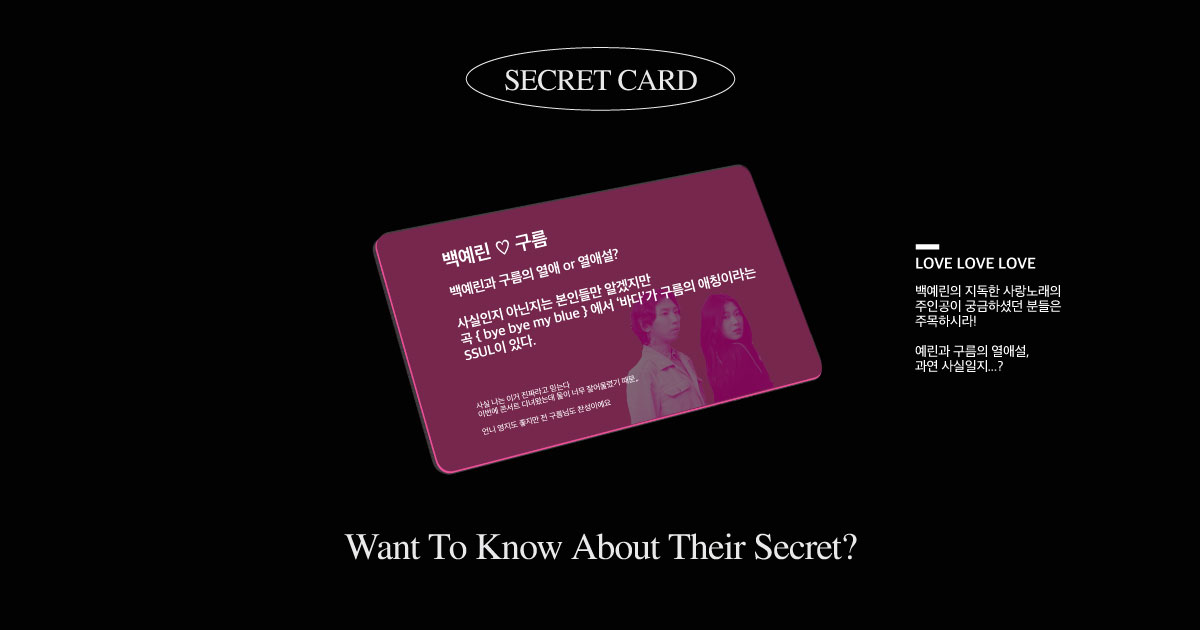 SECRET CARD
백예린 ♡ 구름
백예린과 구름의 열애 or 열애설?
사실인지 아닌지는 본인들만 알겠지만
곡 { bye bye my blue } 에서 '바다'가 구름의 애칭이라는
SSUL이 있다.
사실 나는 이거 진짜라고 믿는다
이번에 콘서트 다녀왔는데 둘이 너무 잘어울렸기 때문..
언니 영지도 좋지만 전 구름님도 찬성이에요
LOVE LOVE LOVE
백예린의 지독한 사랑노래의
주인공이 궁금하셨던 분들은
주목하시라!
예린과 구름의 열애설,
과연 사실일지...?
Want To Know About Their Secret?